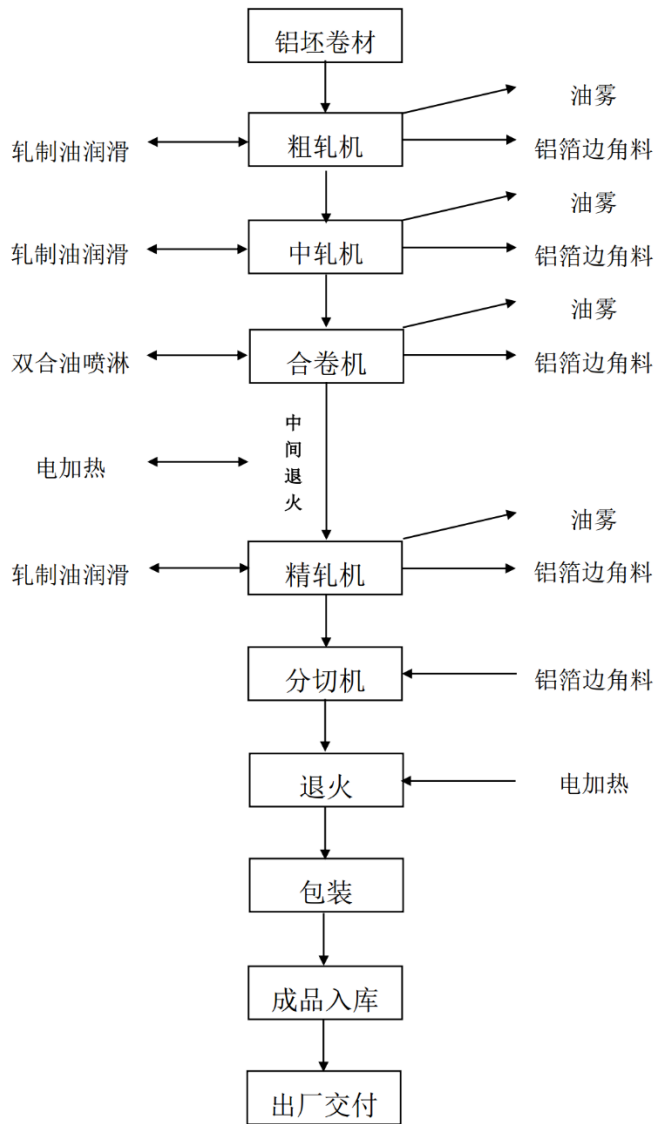 铝坯卷材
油雾
轧制油润滑
粗轧机
铝箔边角料
油雾
轧制油润滑
中轧机
铝箔边角料
油雾
双合油喷淋
合卷机
铝箔边角料
中间退火
电加热
油雾
轧制油润滑
精轧机
铝箔边角料
分切机
铝箔边角料
退火
电加热
包装
成品入库
出厂交付